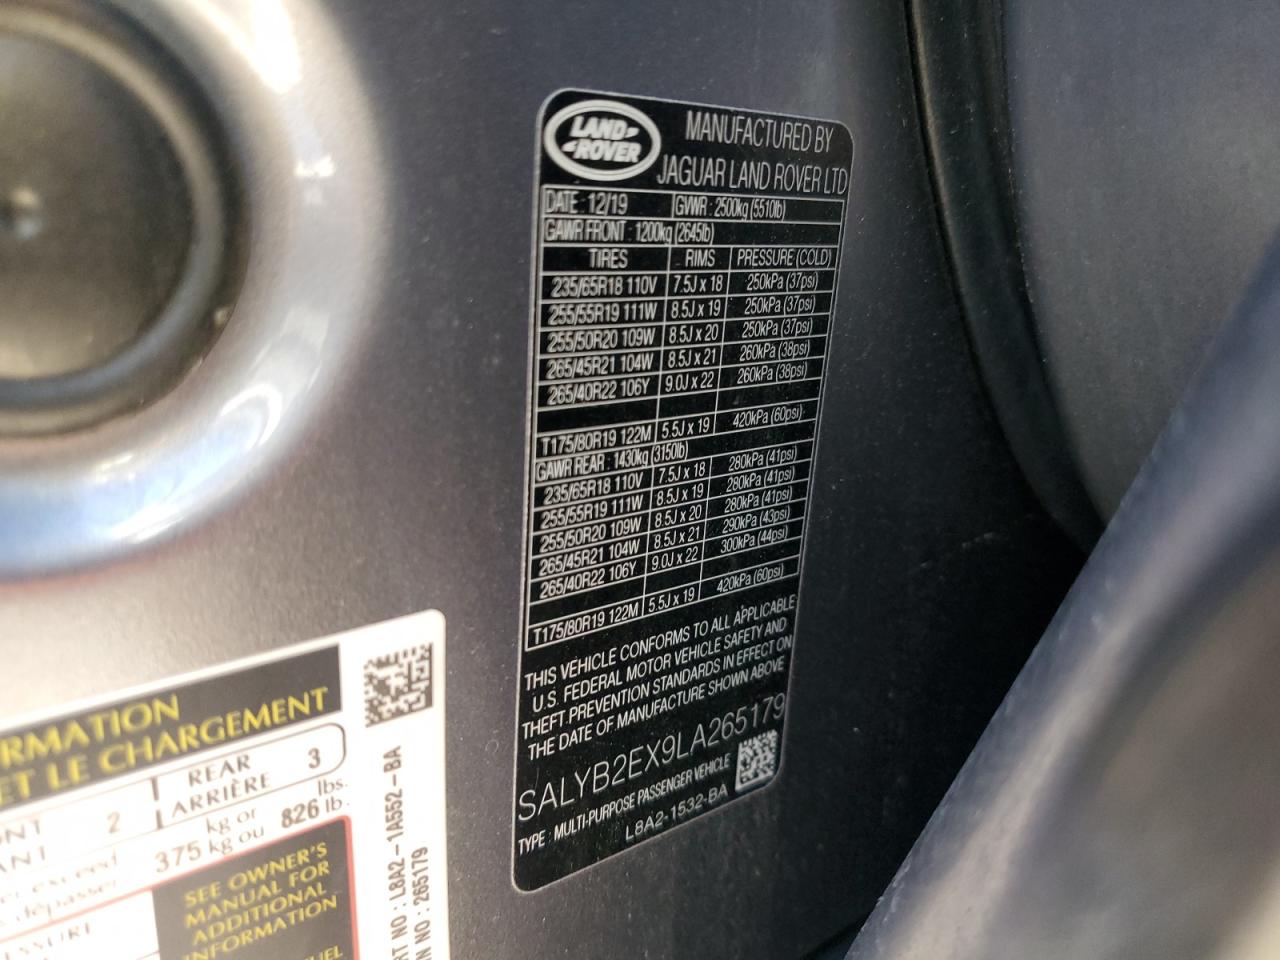 LAND-
-ROVER
MANUFACTURED BY
JAGUAR LAND ROVER LTD
DATE : 12/19 GVWR : 2500kg (5510lb)
GAWR FRONT : 1200kg (2645lb)
TIRES RIMS PRESSURE (COLD)
235/65R18 110V 7.5J x 18 250kPa (37psi)
255/55R19 111W 8.5J x 19 250kPa (37psi)
255/50R20 109W 8.5J x 20 250kPa (37psi)
265/45R21 104W 8.5J x 21 260kPa (38psi)
265/40R22 106Y 9.0J x 22 260kPa (38psi)
T175/80R19 122M 5.5J x 19 420kPa (60psi)
GAWR REAR : 1430kg (3150lb)
235/65R18 110V 7.5J x 18 280kPa (41psi)
255/55R19 111W 8.5J x 19 280kPa (41psi)
255/50R20 109W 8.5J x 20 280kPa (41psi)
265/45R21 104W 8.5J x 21 290kPa (43psi)
265/40R22 106Y 9.0J x 22 300kPa (44psi)
T175/80R19 122M 5.5J x 19 420kPa (60psi)
THIS VEHICLE CONFORMS TO ALL APPLICABLE
U.S. FEDERAL MOTOR VEHICLE SAFETY AND
THEFT PREVENTION STANDARDS IN EFFECT ON
THE DATE OF MANUFACTURE SHOWN ABOVE
SALYB2EX9LA265179
TYPE : MULTI-PURPOSE PASSENGER VEHICLE
L8A2-1532-BA
RMATION
ET LE CHARGEMENT
REAR 3
ARRIÈRE
2
kg or lbs.
375 kg ou 826 lb.
exceed
dépasser
SSURE
SEE OWNER'S
MANUAL FOR
ADDITIONAL
INFORMATION
RT NO : L8A2-1A552-BA
IN NO : 265179